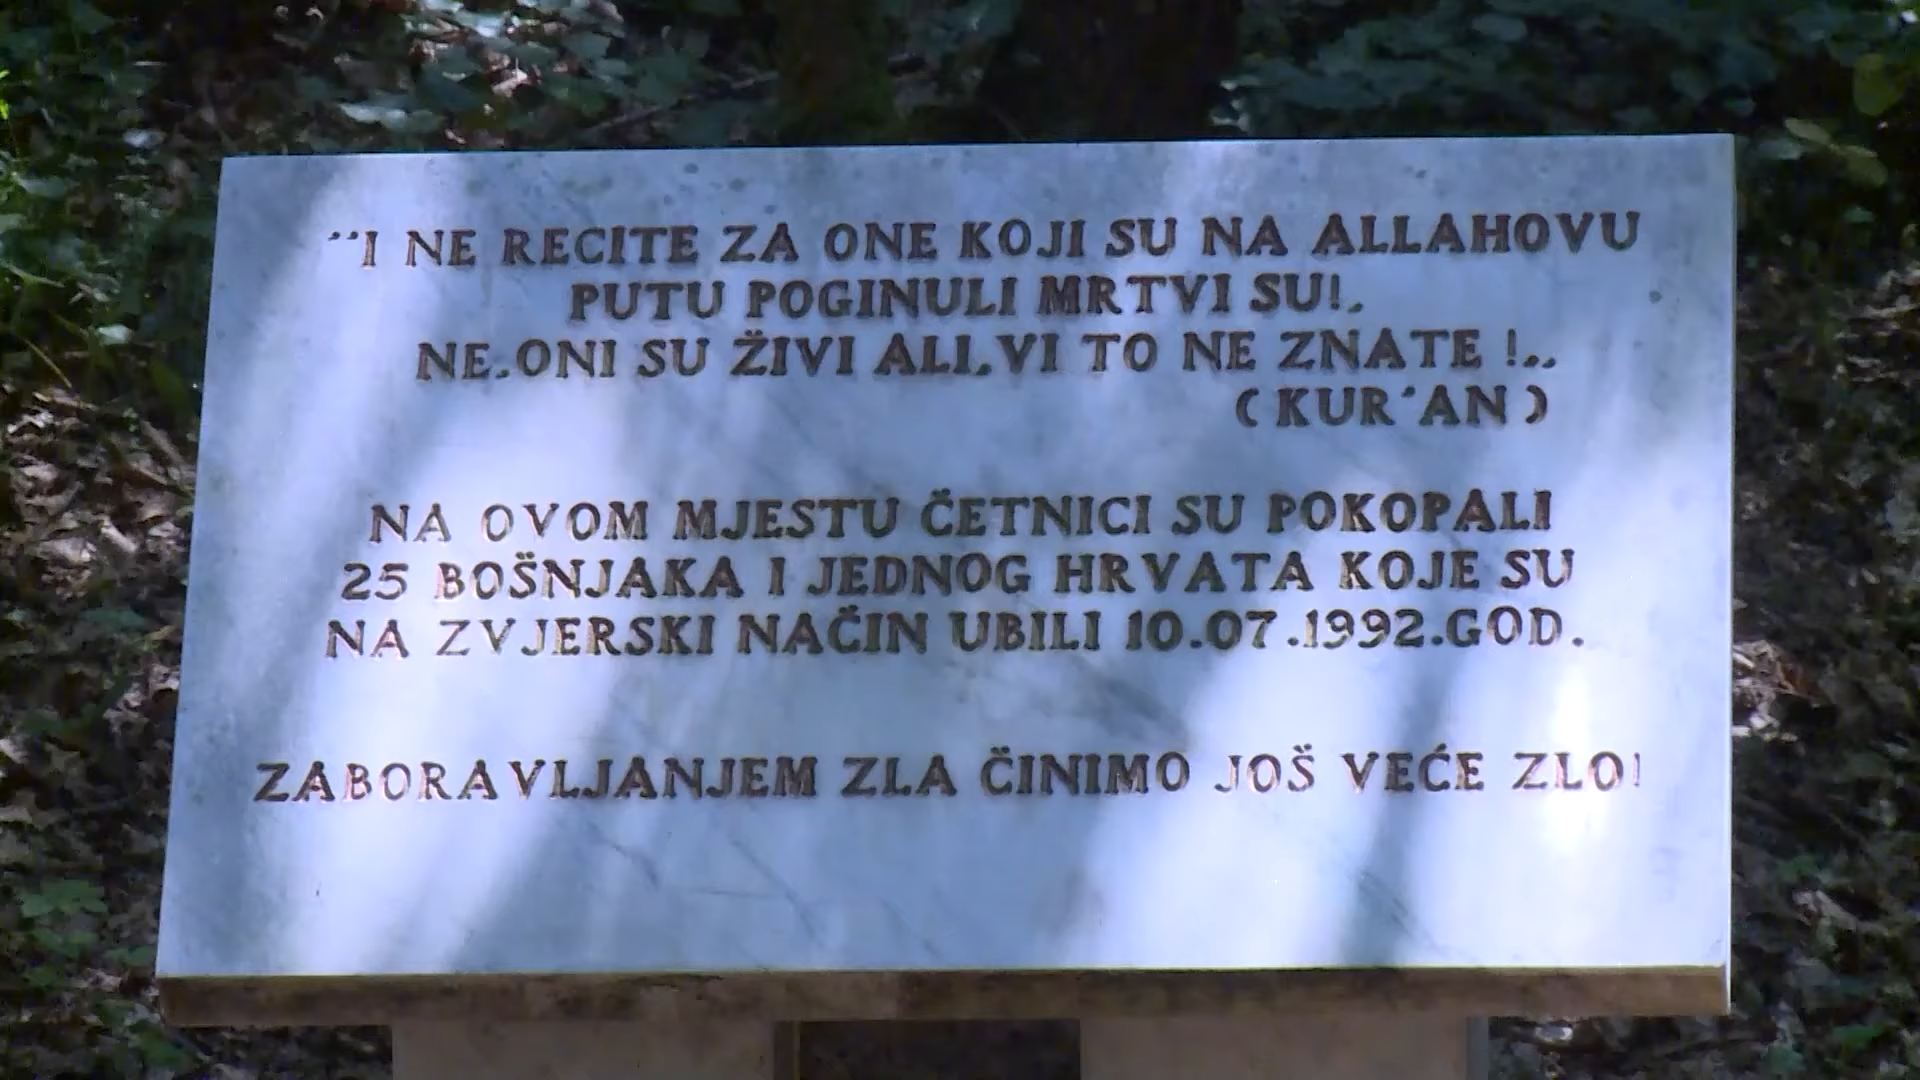 "I NE RECITE ZA ONE KOJI SU NA ALLAHOVU
PUTU POGINULI MRTVI SU!.
NE.ONI SU ŽIVI ALI.VI TO NE ZNATE !..
(KUR'AN)
NA OVOM MJESTU ČETNICI SU POKOPALI
25 BOŠNJAKA I JEDNOG HRVATA KOJE SU
NA ZVJERSKI NAČIN UBILI 10.07.1992.GOD.
ZABORAVLJANJEM ZLA ČINIMO JOŠ VEĆE ZLO!